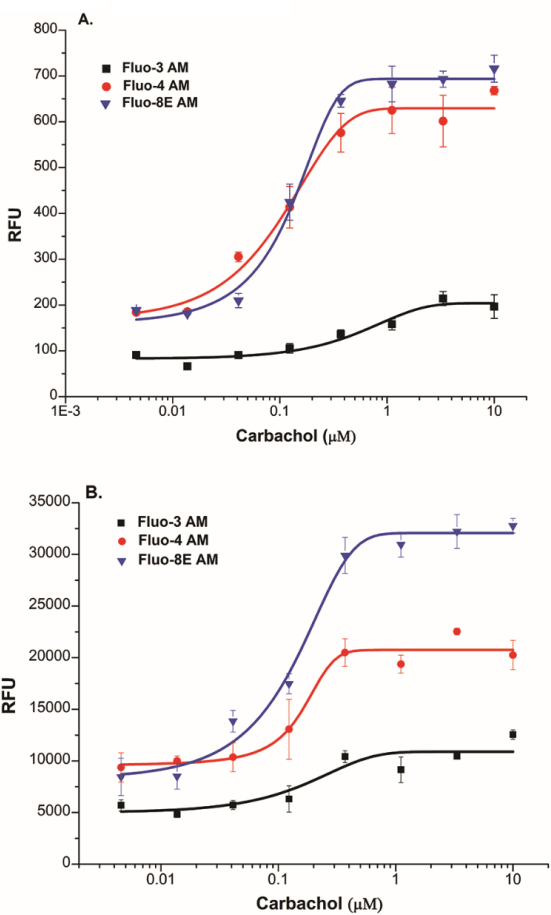 A.
800
700
600
500
400
300
200
100
0
RFU
Fluo-3 AM
Fluo-4 AM
Fluo-8E AM
1E-3 0.01 0.1 1 10
Carbachol (μM)
B.
35000
30000
25000
20000
15000
10000
5000
0
RFU
Fluo-3 AM
Fluo-4 AM
Fluo-8E AM
0.01 0.1 1 10
Carbachol (μM)